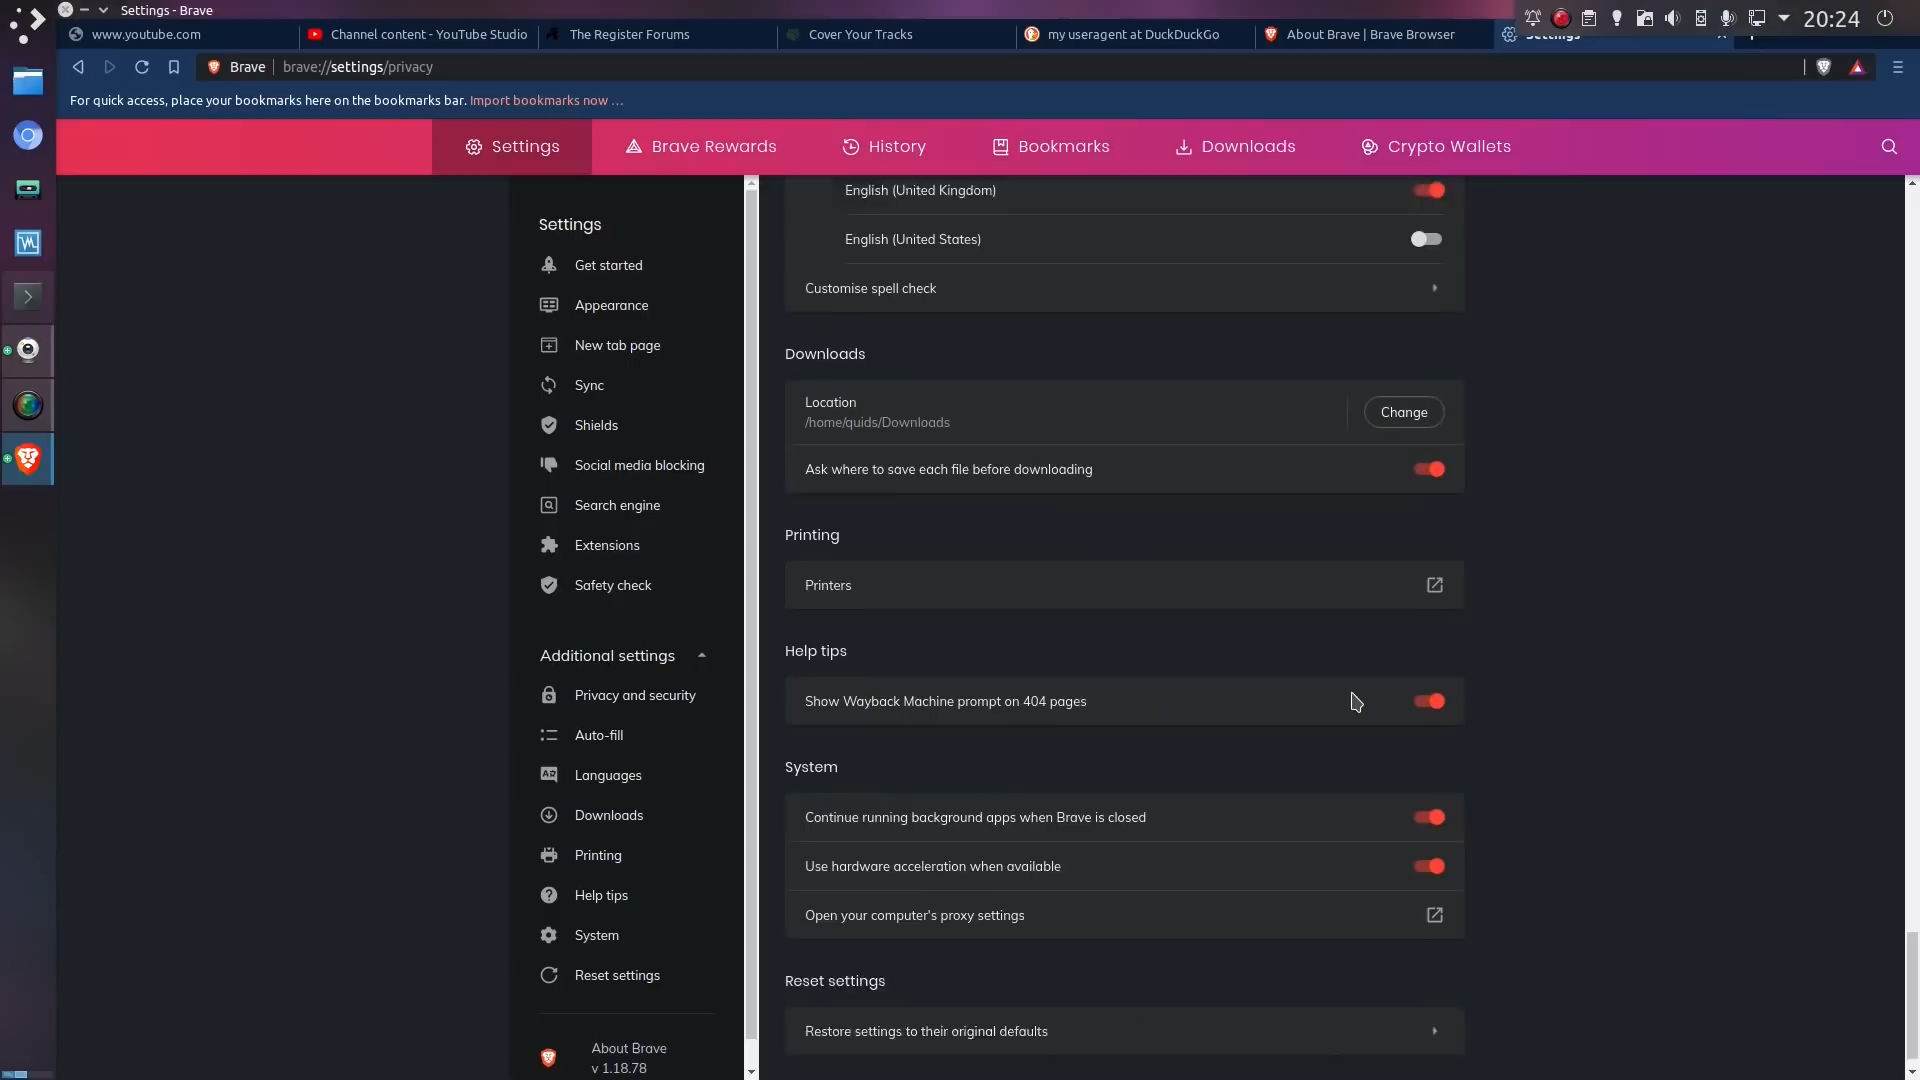 Settings - Brave
20:24
www.youtube.com
Channel content - YouTube Studio
The Register Forums
Cover Your Tracks
my useragent at DuckDuckGo
About Brave | Brave Browser
Settings
Brave
brave://settings/privacy
For quick access, place your bookmarks here on the bookmarks bar. Import bookmarks now ...
Settings
Brave Rewards
History
Bookmarks
Downloads
Crypto Wallets
Settings
Get started
Appearance
New tab page
Sync
Shields
Social media blocking
Search engine
Extensions
Safety check
Additional settings
Privacy and security
Auto-fill
Languages
Downloads
Printing
Help tips
System
Reset settings
About Brave
v 1.18.78
English (United Kingdom)
English (United States)
Customise spell check
Downloads
Location
/home/quids/Downloads
Change
Ask where to save each file before downloading
Printing
Printers
Help tips
Show Wayback Machine prompt on 404 pages
System
Continue running background apps when Brave is closed
Use hardware acceleration when available
Open your computer's proxy settings
Reset settings
Restore settings to their original defaults